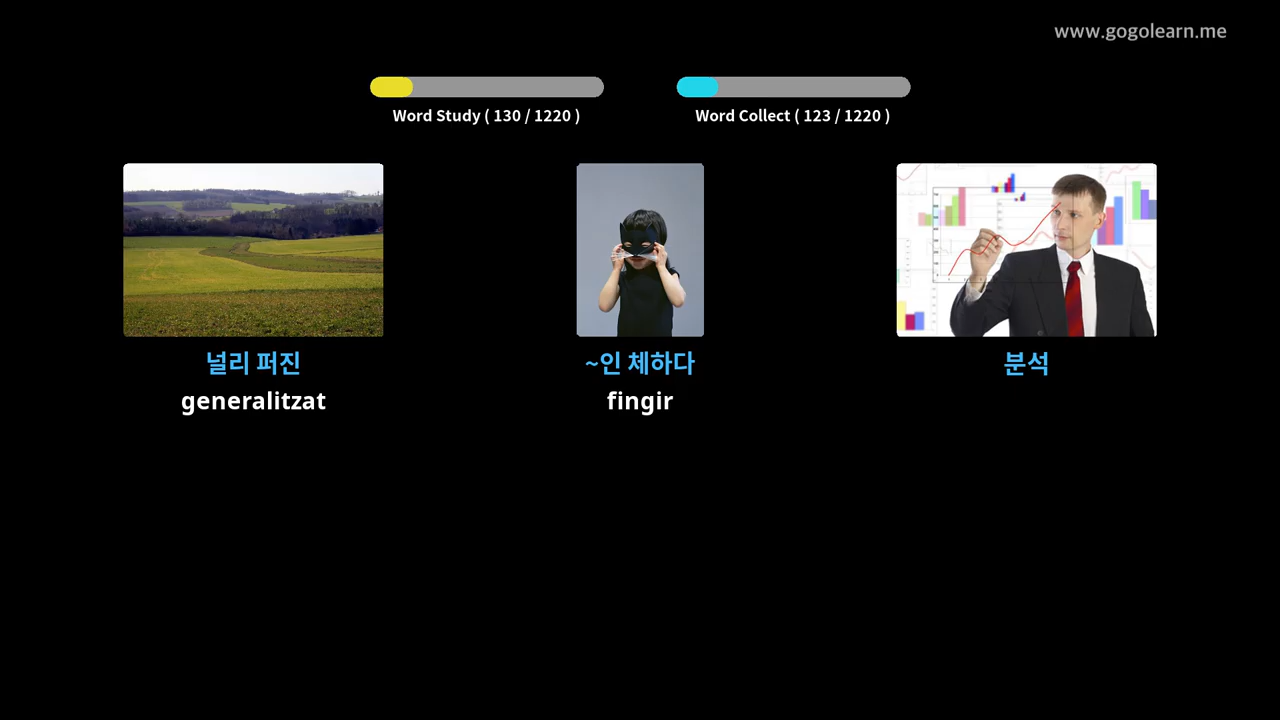 www.gogolearn.me
Word Study ( 130 / 1220 )
Word Collect ( 123 / 1220 )
널리 퍼진
generalitzat
~인 체하다
fingir
분석